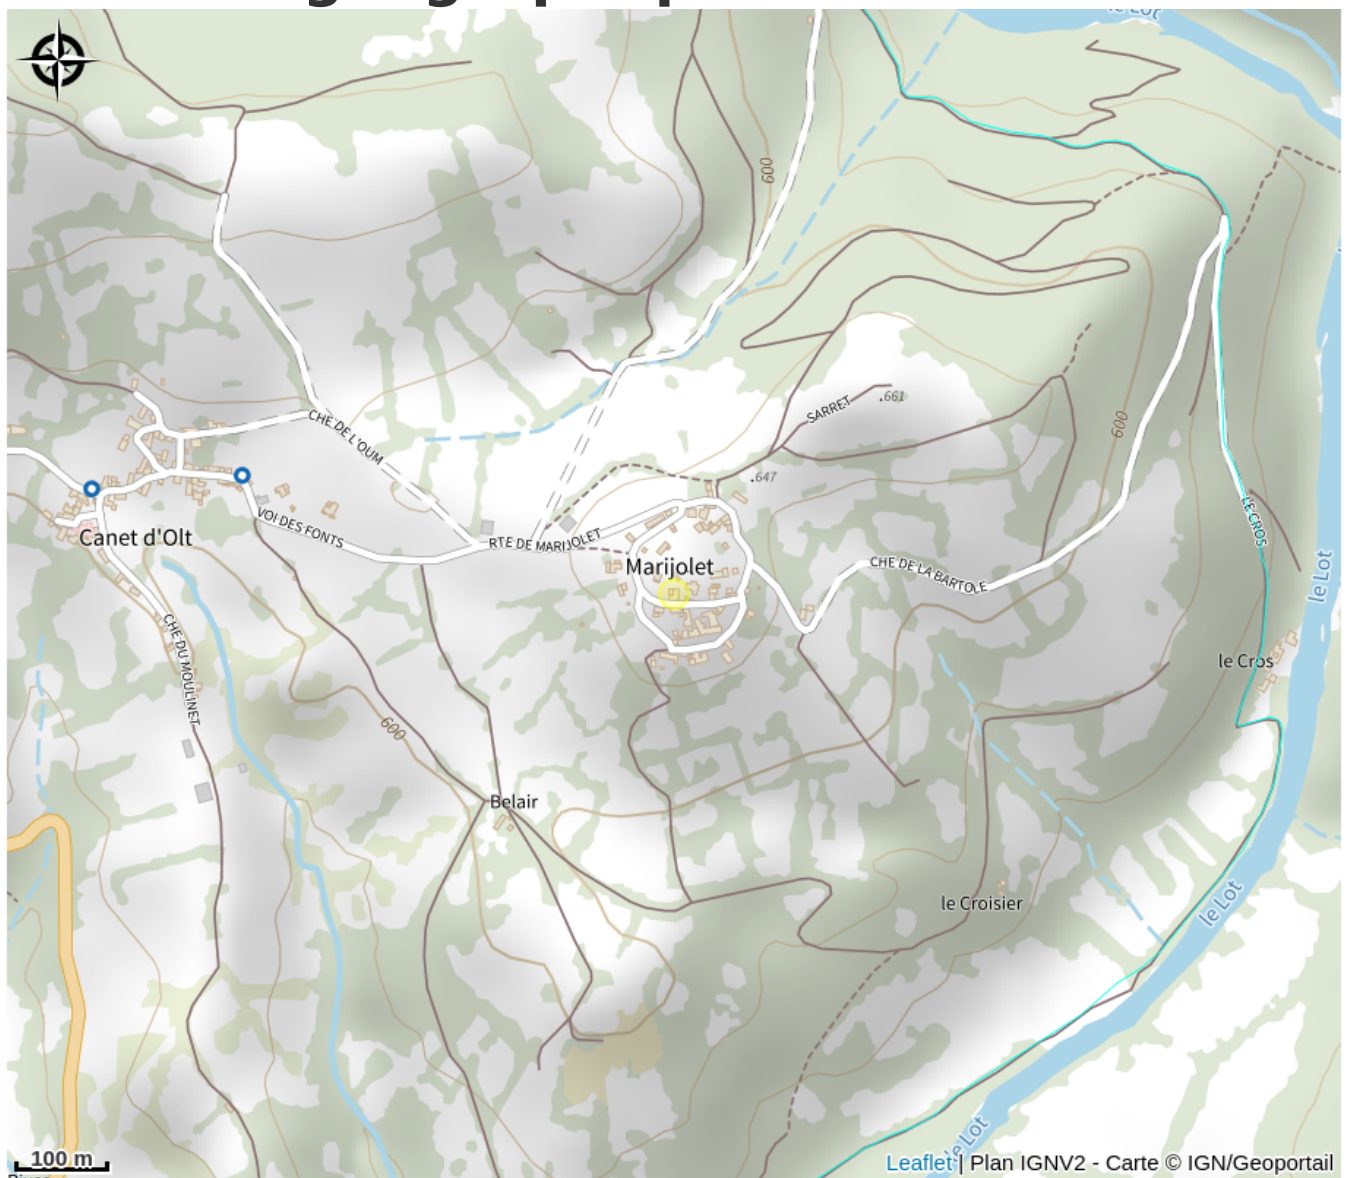 le Lot
600
SARRET
.661
600
CHE DE L'OUM
.647
LE CROS
VOI DES FONTS
RTE DE MARIJOLET
Canet d'Olt
Marijolet
CHE DE LA BARTOLE
le Lot
CHE DU MOULINET
le Cros
600
Belair
le Croisier
le Lot
le Lot
100 m
Leaflet | Plan IGNV2 - Carte © IGN/Geoportail